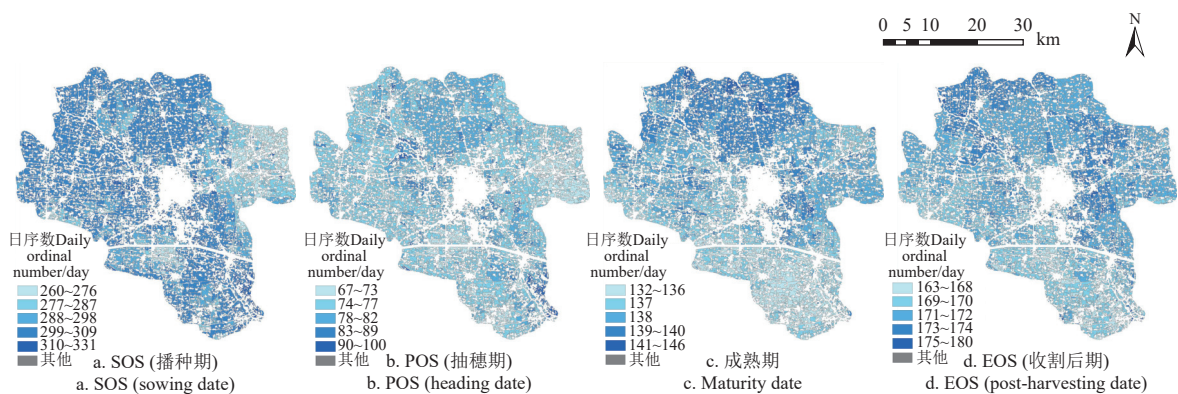 0 5 10 20 30
km
N
日序数Daily
ordinal
number/day
260~276
277~287
288~298
299~309
310~331
其他
a. SOS (播种期)
a. SOS (sowing date)
日序数Daily
ordinal
number/day
67~73
74~77
78~82
83~89
90~100
其他
b. POS (抽穗期)
b. POS (heading date)
日序数Daily
ordinal
number/day
132~136
137
138
139~140
141~146
其他
c. 成熟期
c. Maturity date
日序数Daily
ordinal
number/day
163~168
169~170
171~172
173~174
175~180
其他
d. EOS (收割后期)
d. EOS (post-harvesting date)